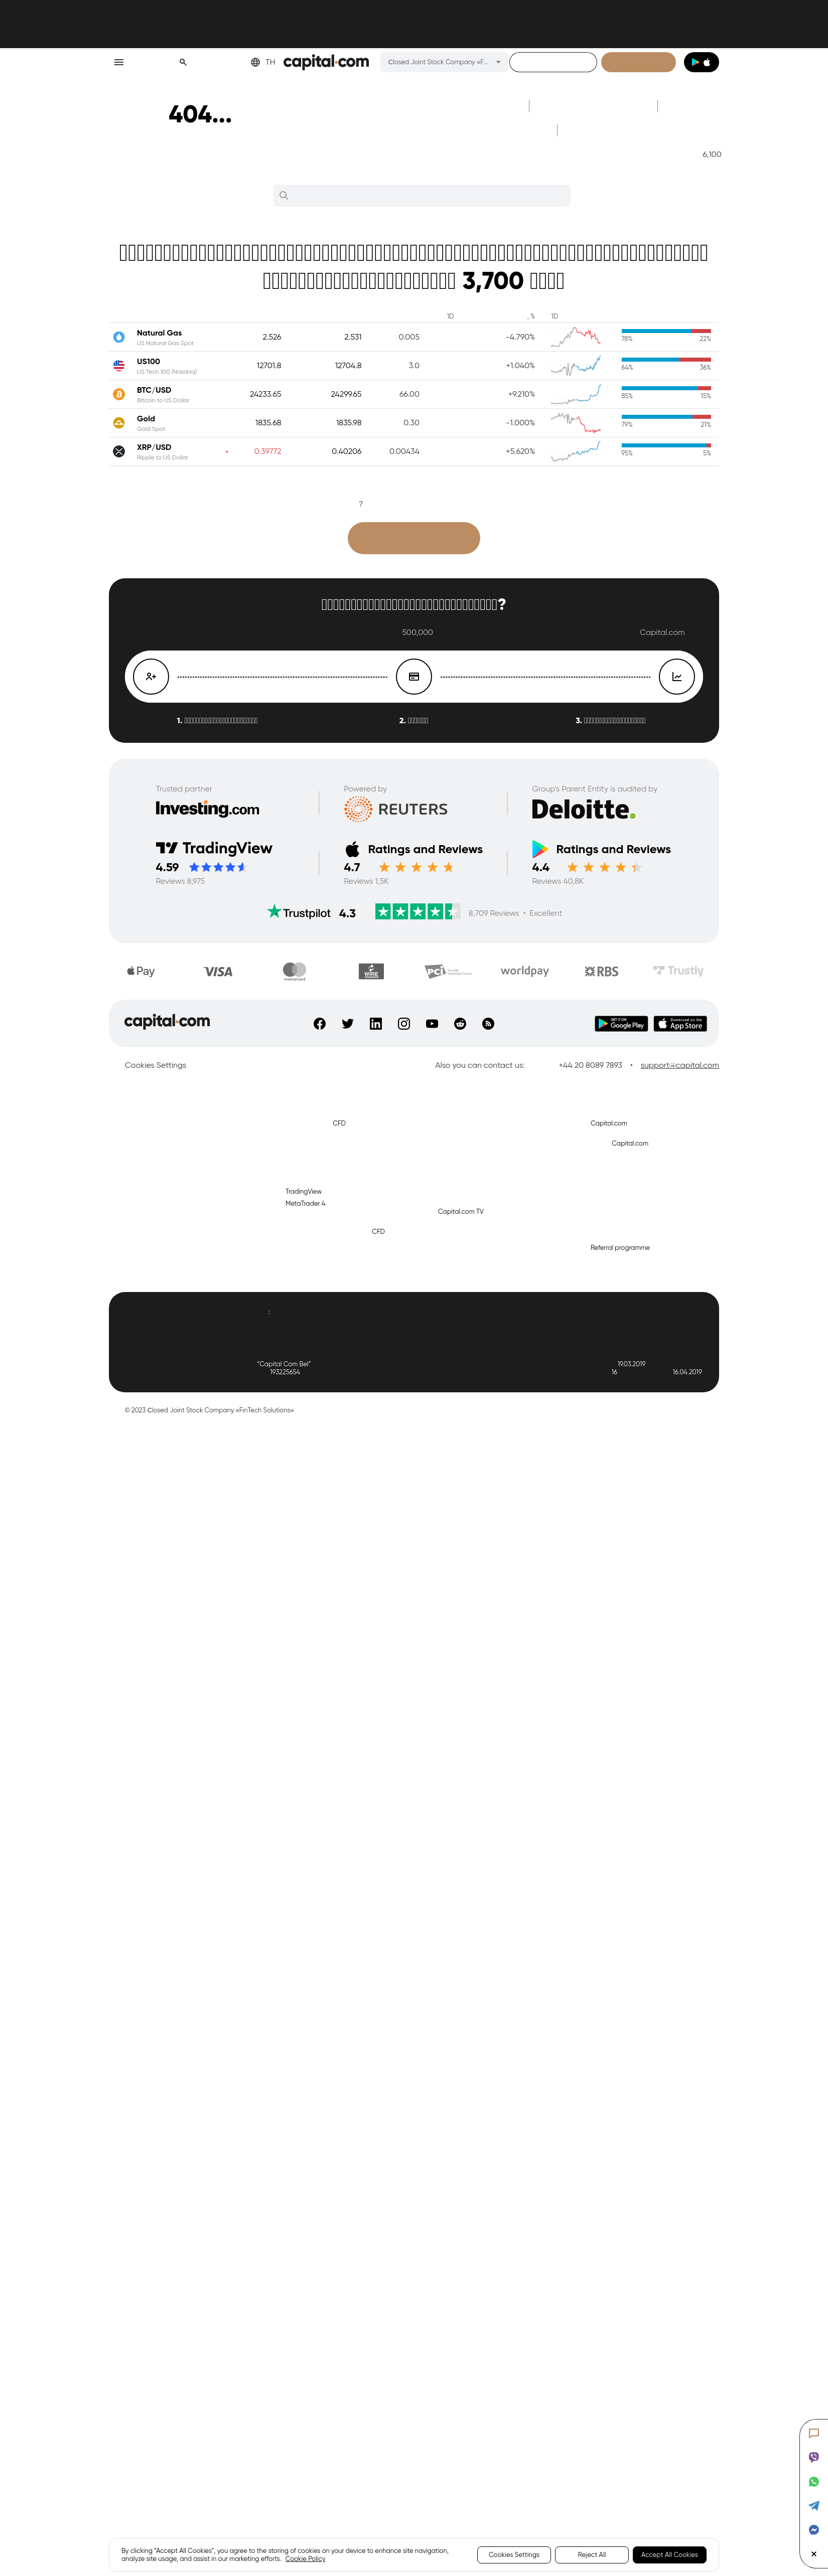 TH
capital.com
Closed Joint Stock Company «F...
404...
6,100
3,700
1D , % 1D
Natural Gas
US Natural Gas Spot
2.526 2.531 0.005 -4.790% 78% 22%
US100
US Tech 100 (Nasdaq)
12701.8 12704.8 3.0 +1.040% 64% 36%
BTC/USD
Bitcoin to US Dollar
24233.65 24299.65 66.00 +9.210% 85% 15%
Gold
Gold Spot
1835.68 1835.98 0.30 -1.000% 79% 21%
XRP/USD
Ripple to US Dollar
0.39772 0.40206 0.00434 +5.620% 95% 5%
?
?
500,000 Capital.com
1.
2.
3.
Trusted partner
Investing.com
Powered by
REUTERS
Group's Parent Entity is audited by
Deloitte.
TradingView
4.59
Reviews 8,975
Ratings and Reviews
4.7
Reviews 1,5K
Ratings and Reviews
4.4
Reviews 40,8K
Trustpilot 4.3 8,709 Reviews • Excellent
Pay VISA mastercard WIRE PCI worldpay RBS Trustly
capital.com
GET IT ON
Google Play
Download on the
App Store
Cookies Settings
Also you can contact us: +44 20 8089 7893 • support@capital.com
CFD
Capital.com
Capital.com
TradingView
MetaTrader 4
Capital.com TV
CFD
Referral programme
:
"Capital Com Bel" 19.03.2019
193225654 16 16.04.2019
© 2023 Closed Joint Stock Company «FinTech Solutions»
By clicking "Accept All Cookies", you agree to the storing of cookies on your device to enhance site navigation,
analyze site usage, and assist in our marketing efforts. Cookie Policy
Cookies Settings
Reject All
Accept All Cookies